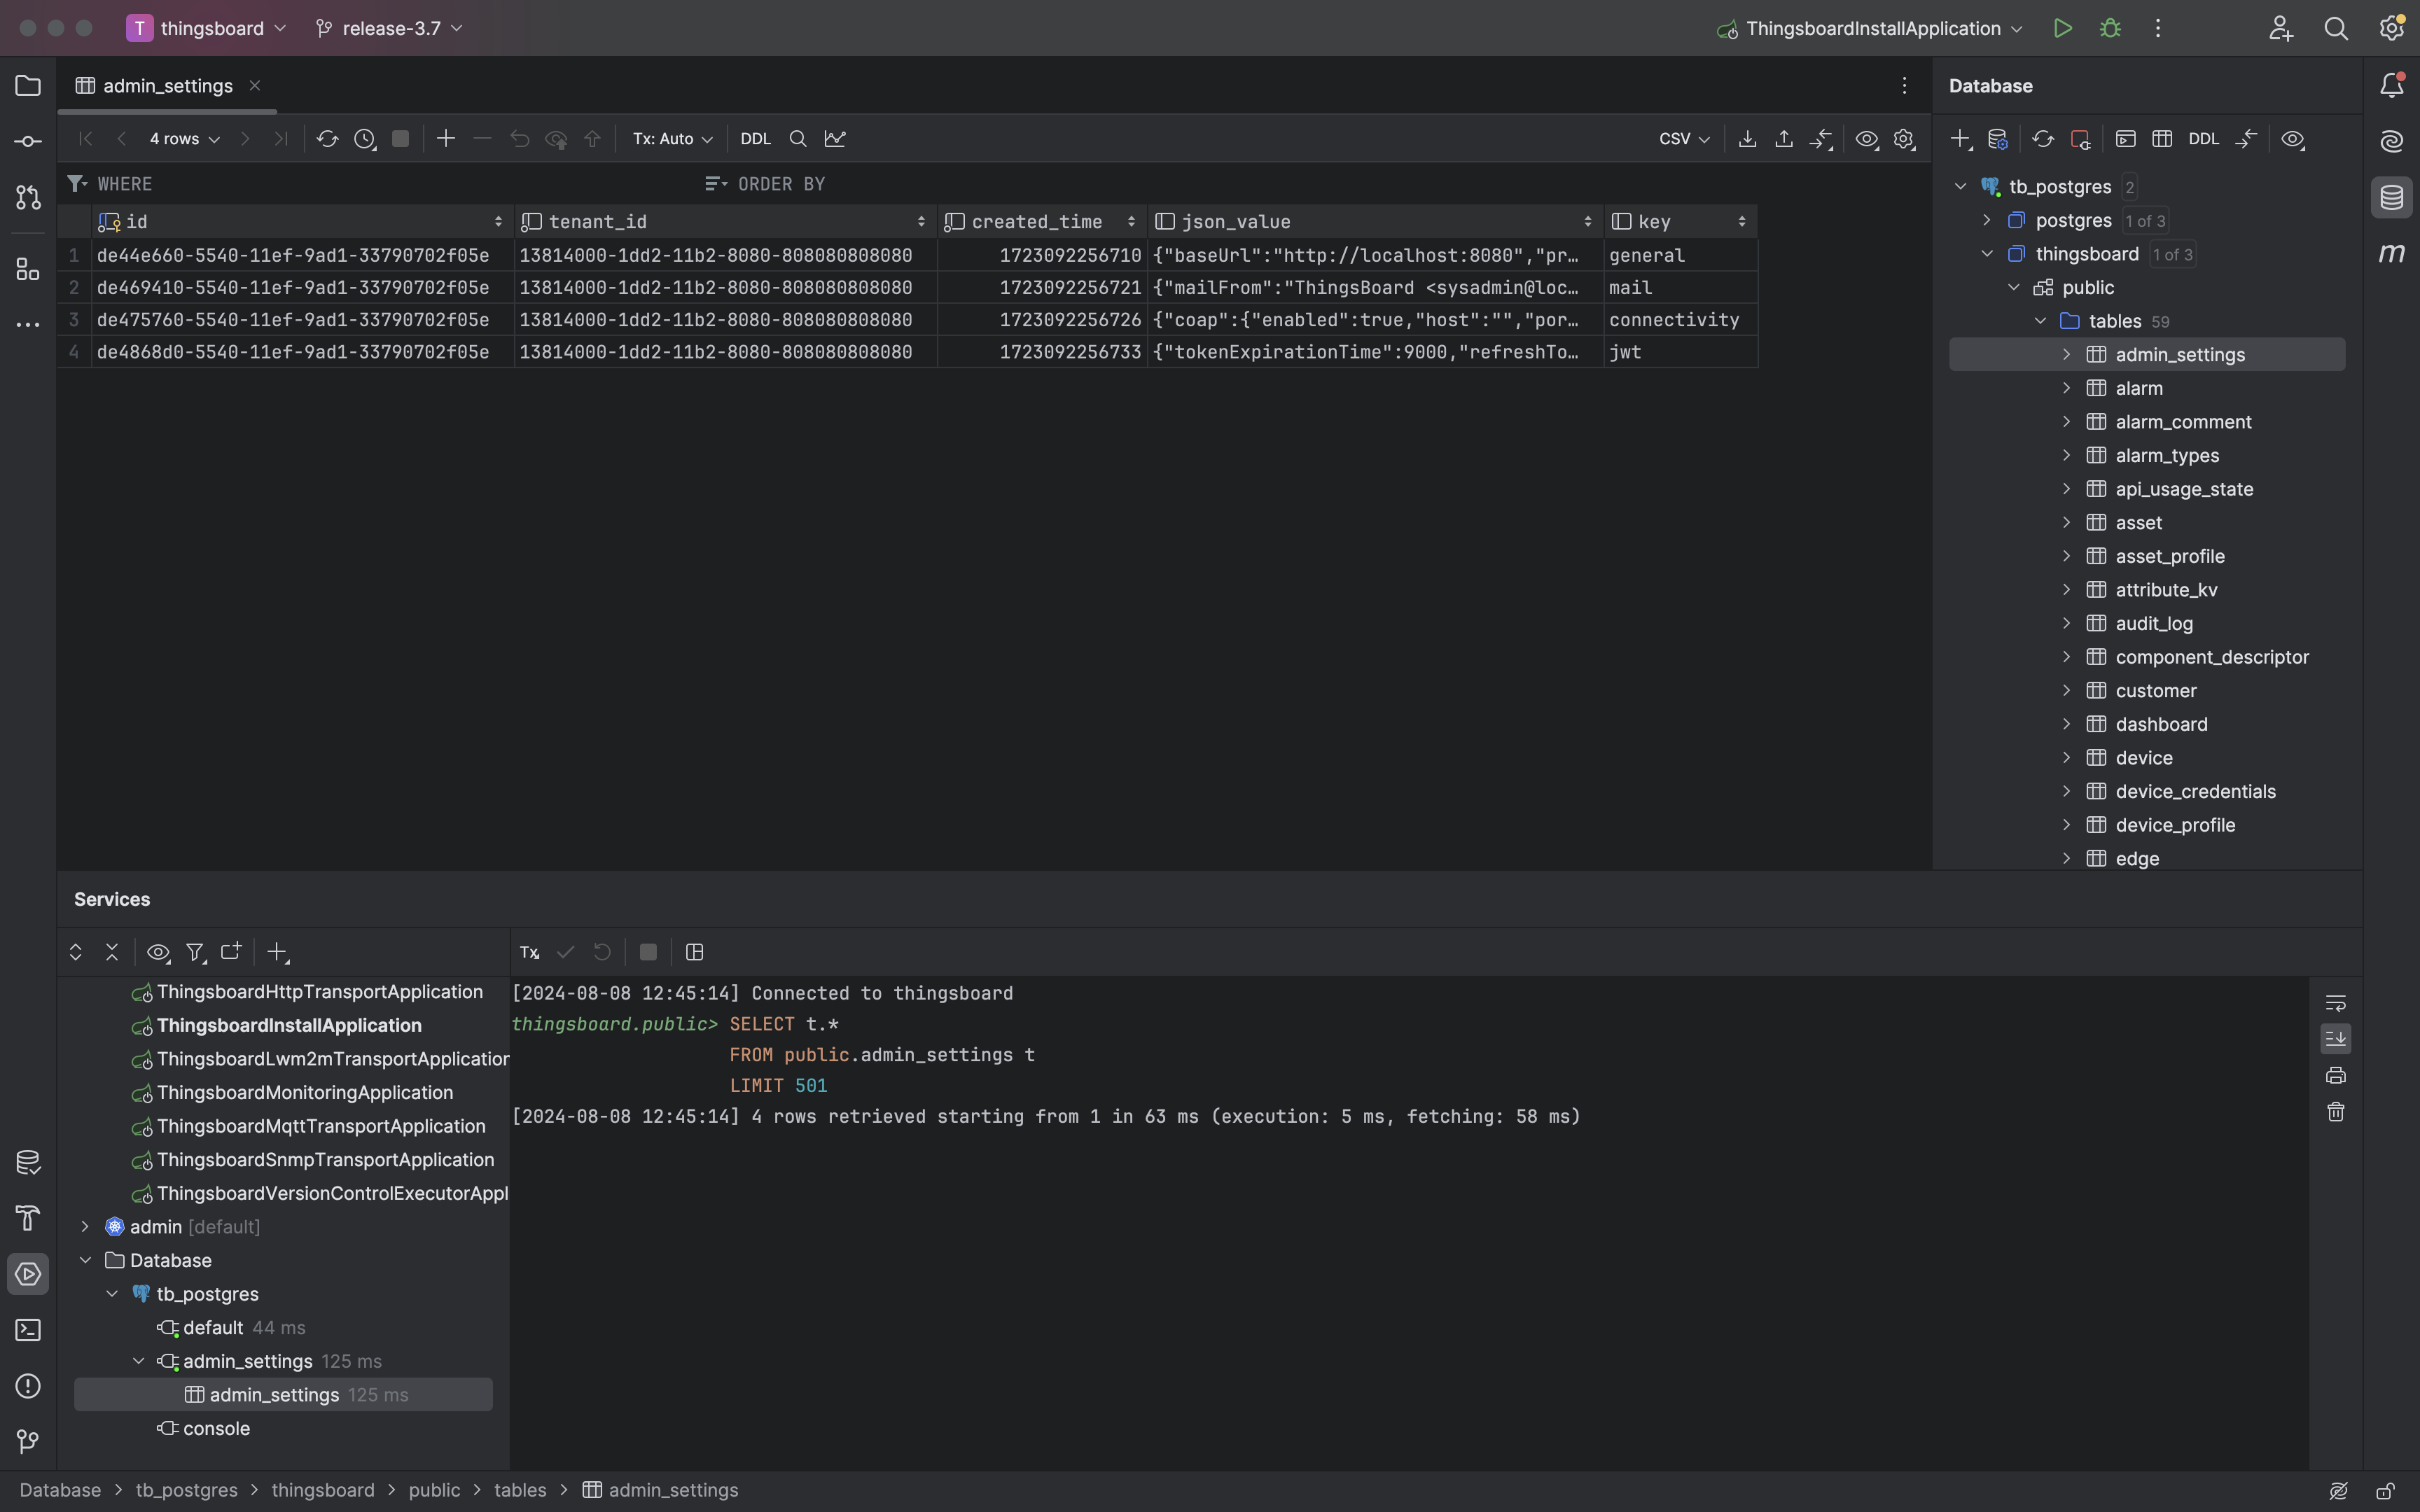 T thingsboard release-3.7 ThingsboardInstallApplication
admin_settings
4 rows Tx: Auto DDL CSV
WHERE ORDER BY
id tenant_id created_time json_value key
1 de44e660-5540-11ef-9ad1-33790702f05e 13814000-1dd2-11b2-8080-808080808080 1723092256710 {"baseUrl":"http://localhost:8080","pr… general
2 de469410-5540-11ef-9ad1-33790702f05e 13814000-1dd2-11b2-8080-808080808080 1723092256721 {"mailFrom":"ThingsBoard <sysadmin@loc… mail
3 de475760-5540-11ef-9ad1-33790702f05e 13814000-1dd2-11b2-8080-808080808080 1723092256726 {"coap":{"enabled":true,"host":"","por… connectivity
4 de4868d0-5540-11ef-9ad1-33790702f05e 13814000-1dd2-11b2-8080-808080808080 1723092256733 {"tokenExpirationTime":9000,"refreshTo… jwt
Database
DDL
tb_postgres 2
postgres 1 of 3
thingsboard 1 of 3
public
tables 59
admin_settings
alarm
alarm_comment
alarm_types
api_usage_state
asset
asset_profile
attribute_kv
audit_log
component_descriptor
customer
dashboard
device
device_credentials
device_profile
edge
m
Services
Tx
ThingsboardHttpTransportApplication
ThingsboardInstallApplication
ThingsboardLwm2mTransportApplication
ThingsboardMonitoringApplication
ThingsboardMqttTransportApplication
ThingsboardSnmpTransportApplication
ThingsboardVersionControlExecutorAppl
admin [default]
Database
tb_postgres
default 44 ms
admin_settings 125 ms
admin_settings 125 ms
console
[2024-08-08 12:45:14] Connected to thingsboard
thingsboard.public> SELECT t.*
FROM public.admin_settings t
LIMIT 501
[2024-08-08 12:45:14] 4 rows retrieved starting from 1 in 63 ms (execution: 5 ms, fetching: 58 ms)
Database > tb_postgres > thingsboard > public > tables > admin_settings